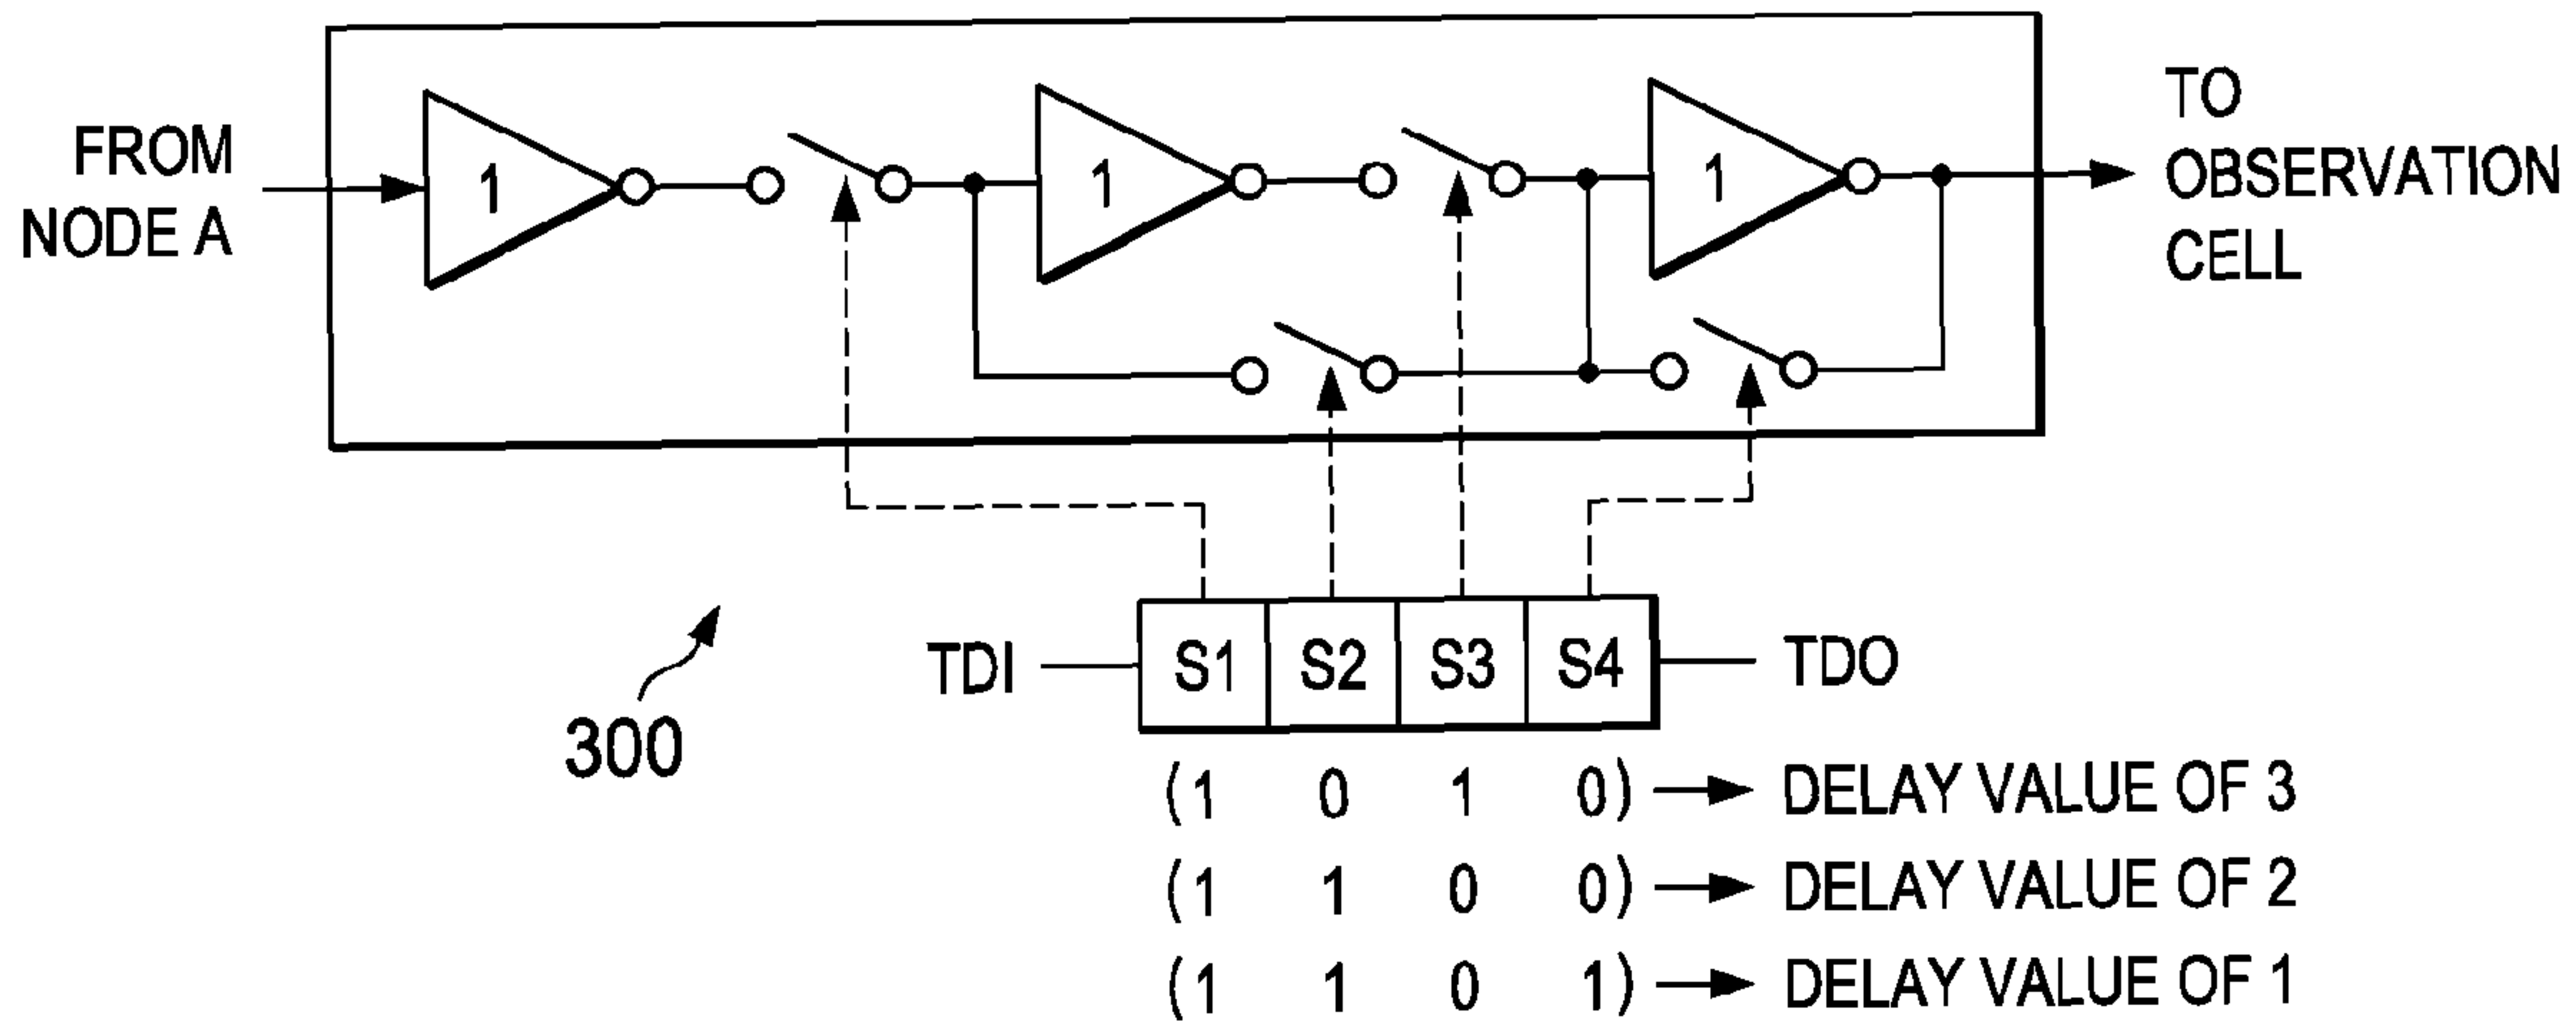 FROM
NODE A
1
1
1
TO
OBSERVATION
CELL
300
TDI
S1 S2 S3 S4
TDO
(1 0 1 0) DELAY VALUE OF 3
(1 1 0 0) DELAY VALUE OF 2
(1 1 0 1) DELAY VALUE OF 1